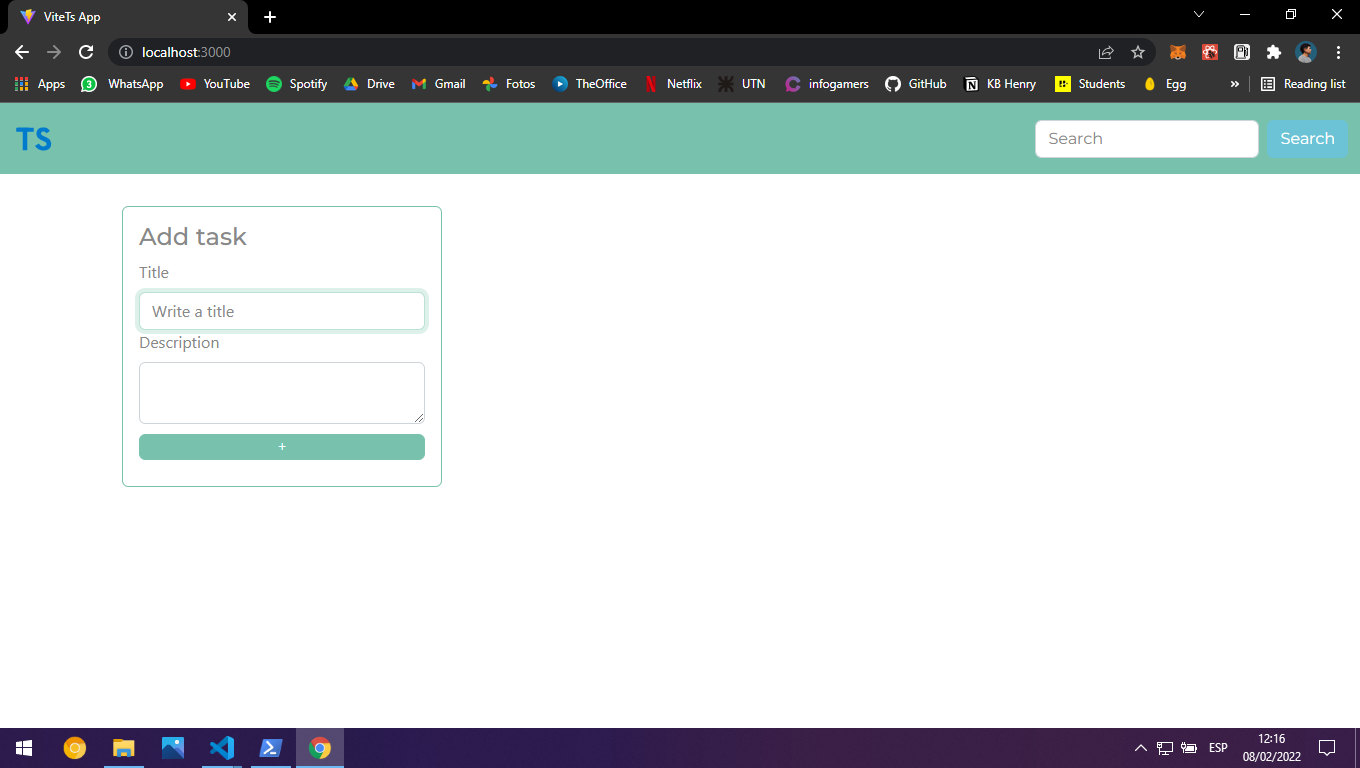 ViteTs App
localhost:3000
Apps 3 WhatsApp YouTube Spotify Drive Gmail Fotos TheOffice Netflix UTN infogamers GitHub KB Henry Students Egg » Reading list
TS Search Search
Add task
Title
Write a title
Description
+
ESP 12:16
08/02/2022